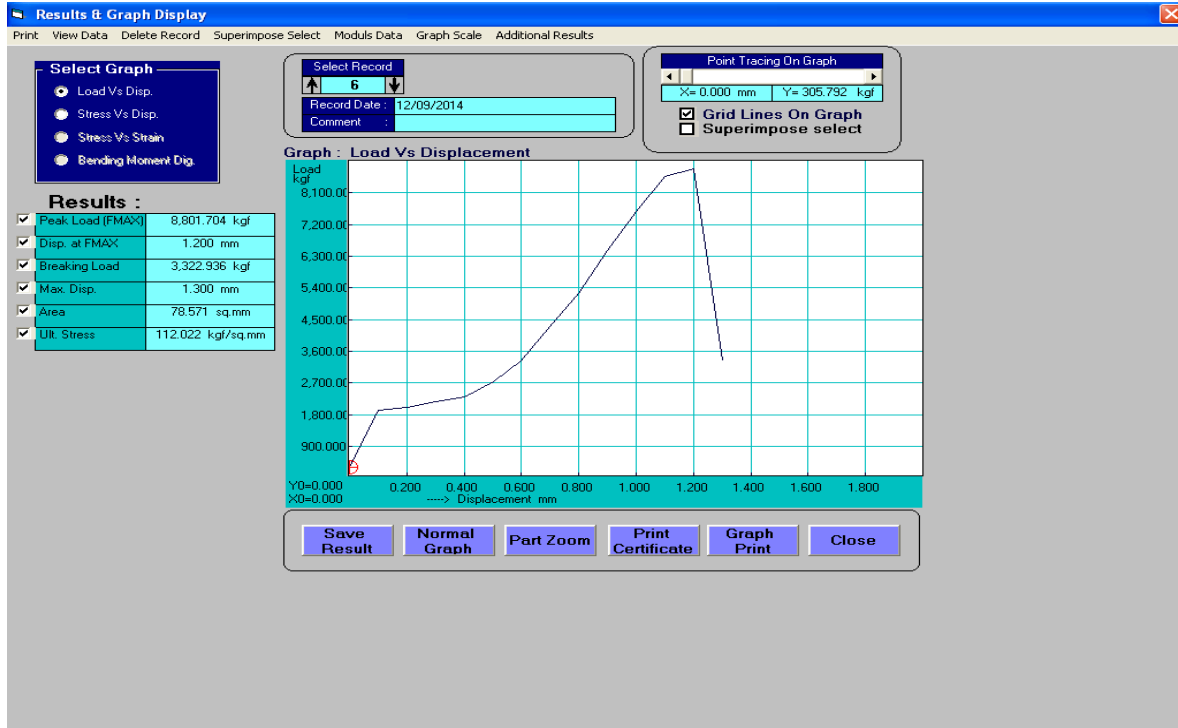 Results & Graph Display
Print View Data Delete Record Superimpose Select Moduls Data Graph Scale Additional Results
Select Graph
Load Vs Disp.
Stress Vs Disp.
Stress Vs Strain
Bending Moment Dig.
Select Record
6
Record Date : 12/09/2014
Comment :
Point Tracing On Graph
X= 0.000 mm Y= 305.792 kgf
Grid Lines On Graph
Superimpose select
Results :
Peak Load (FMAX) 8,801.704 kgf
Disp. at FMAX 1.200 mm
Breaking Load 3,322.936 kgf
Max. Disp. 1.300 mm
Area 78.571 sq.mm
Ult. Stress 112.022 kgf/sq.mm
Graph : Load Vs Displacement
Load
kgf
8,100.00
7,200.00
6,300.00
5,400.00
4,500.00
3,600.00
2,700.00
1,800.00
900.000
Y0=0.000 0.200 0.400 0.600 0.800 1.000 1.200 1.400 1.600 1.800
X0=0.000 ----> Displacement mm
Save
Result
Normal
Graph
Part Zoom
Print
Certificate
Graph
Print
Close